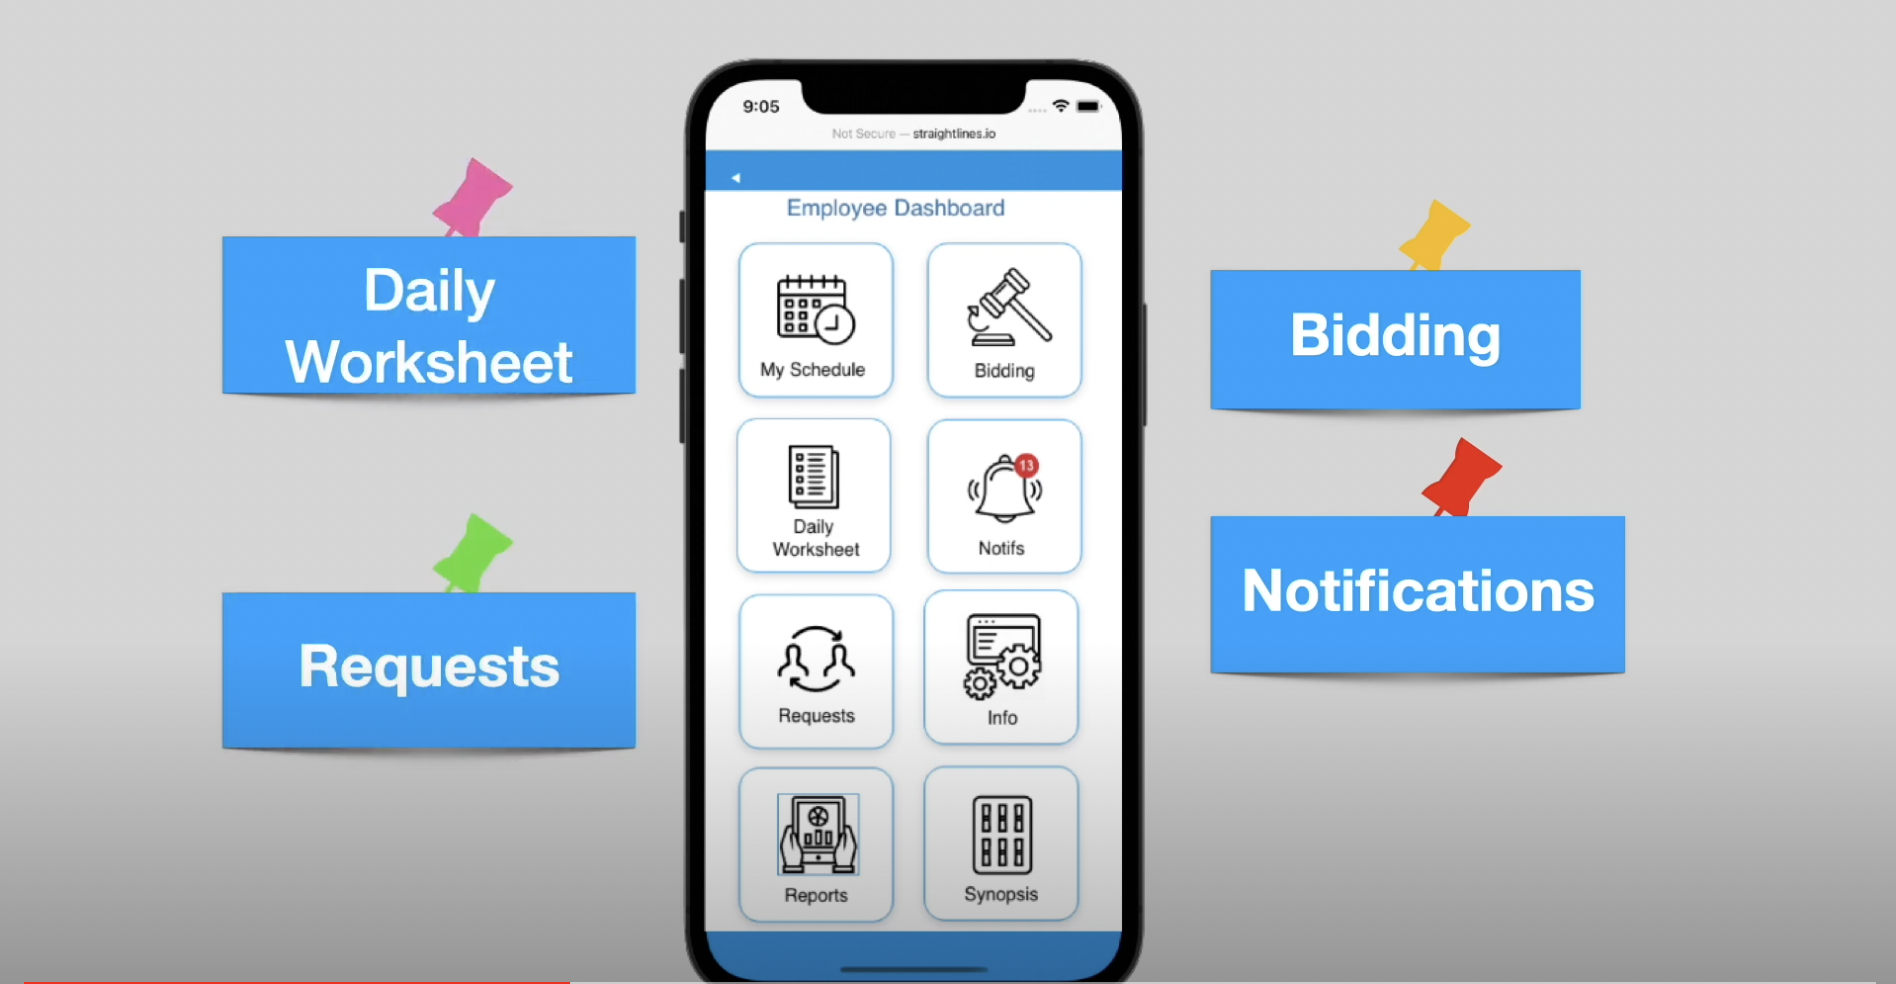 9:05
Not Secure — straightlines.io
Employee Dashboard
My Schedule
Bidding
Daily
Worksheet
13
Notifs
Requests
Info
Reports
Synopsis
Daily
Worksheet
Requests
Bidding
Notifications